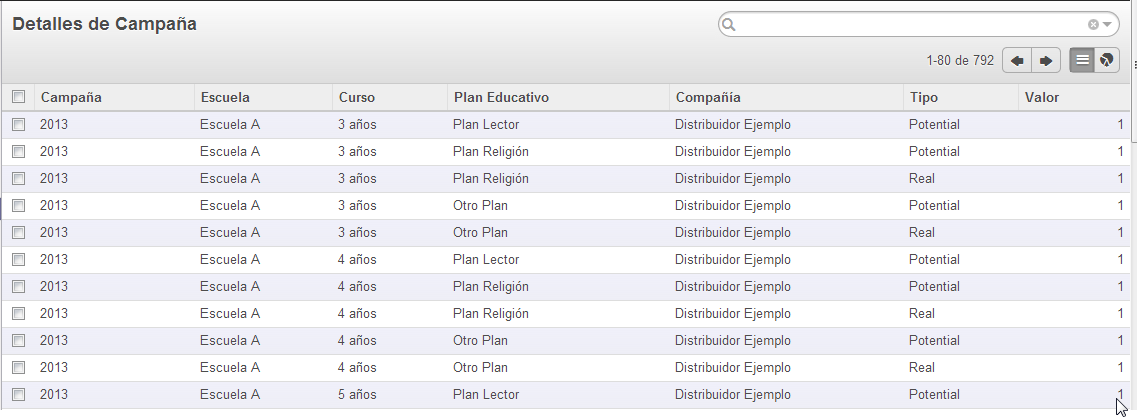 Detalles de Campaña
1-80 de 792
Campaña Escuela Curso Plan Educativo Compañía Tipo Valor
2013 Escuela A 3 años Plan Lector Distribuidor Ejemplo Potential 1
2013 Escuela A 3 años Plan Religión Distribuidor Ejemplo Potential 1
2013 Escuela A 3 años Plan Religión Distribuidor Ejemplo Real 1
2013 Escuela A 3 años Otro Plan Distribuidor Ejemplo Potential 1
2013 Escuela A 3 años Otro Plan Distribuidor Ejemplo Real 1
2013 Escuela A 4 años Plan Lector Distribuidor Ejemplo Potential 1
2013 Escuela A 4 años Plan Religión Distribuidor Ejemplo Potential 1
2013 Escuela A 4 años Plan Religión Distribuidor Ejemplo Real 1
2013 Escuela A 4 años Otro Plan Distribuidor Ejemplo Potential 1
2013 Escuela A 4 años Otro Plan Distribuidor Ejemplo Real 1
2013 Escuela A 5 años Plan Lector Distribuidor Ejemplo Potential 1